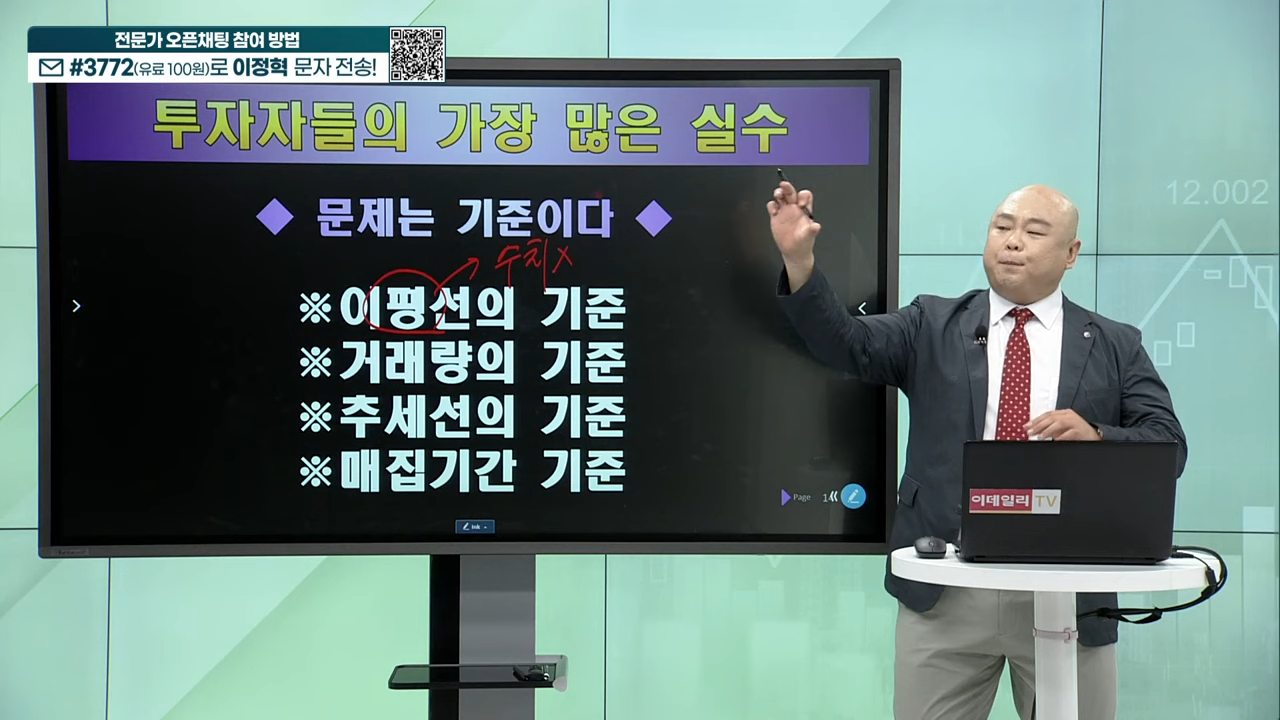 전문가 오픈채팅 참여 방법
#3772(유료 100원)로 이정혁 문자 전송!
12.002
투자자들의 가장 많은 실수
◆ 문제는 기준이다 ◆
수치 X
※이평선의 기준
※거래량의 기준
※추세선의 기준
※매집기간 기준
Page 1
Ink
이데일리 TV